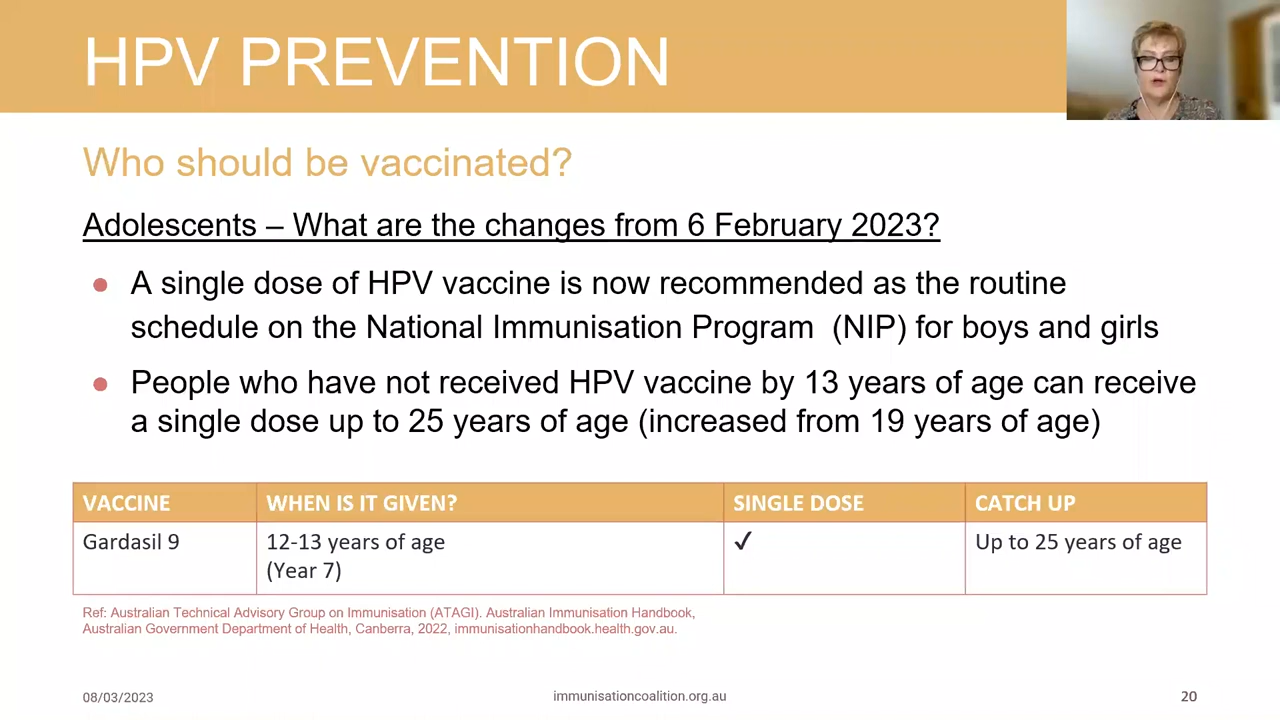 HPV PREVENTION
Who should be vaccinated?
Adolescents – What are the changes from 6 February 2023?
● A single dose of HPV vaccine is now recommended as the routine
schedule on the National Immunisation Program (NIP) for boys and girls
● People who have not received HPV vaccine by 13 years of age can receive
a single dose up to 25 years of age (increased from 19 years of age)
VACCINE WHEN IS IT GIVEN? SINGLE DOSE CATCH UP
Gardasil 9 12-13 years of age ✓ Up to 25 years of age
(Year 7)
Ref: Australian Technical Advisory Group on Immunisation (ATAGI). Australian Immunisation Handbook,
Australian Government Department of Health, Canberra, 2022, immunisationhandbook.health.gov.au.
08/03/2023 immunisationcoalition.org.au 20